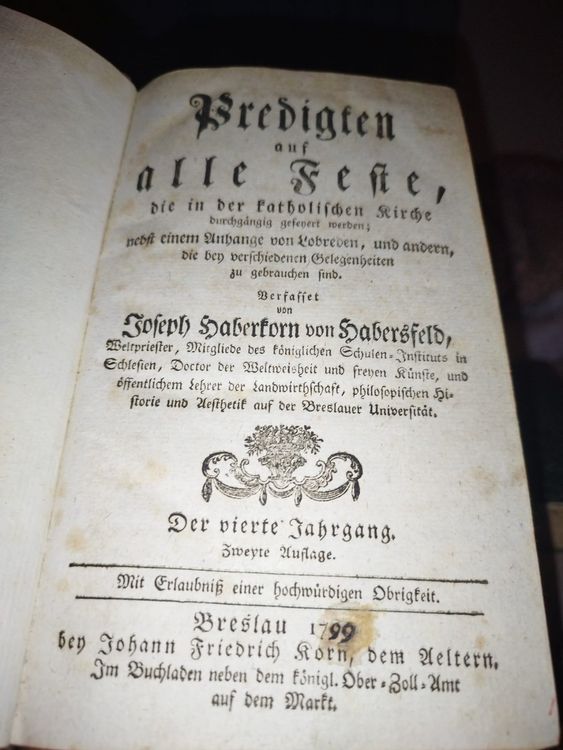 Predigten
auf
alle Feste,
die in der katholischen Kirche
durchgängig gefeyert werden;
nebst einem Anhange von Lobreden, und andern,
die bey verschiedenen Gelegenheiten
zu gebrauchen sind.
Verfasset
von
Joseph Haberkorn von Habersfeld,
Weltpriester, Mitgliede des königlichen Schulen-Instituts in
Schlesien, Doctor der Weltweisheit und freyen Künste, und
öffentlichem Lehrer der Landwirthschaft, philosopischen Hi-
storie und Aesthetik auf der Breslauer Universität.
Der vierte Jahrgang.
Zweyte Auflage.
Mit Erlaubniß einer hochwürdigen Obrigkeit.
Breslau 1799
bey Johann Friedrich Korn, dem Aeltern.
Im Buchladen neben dem königl. Ober-Zoll-Amt
auf dem Markt.